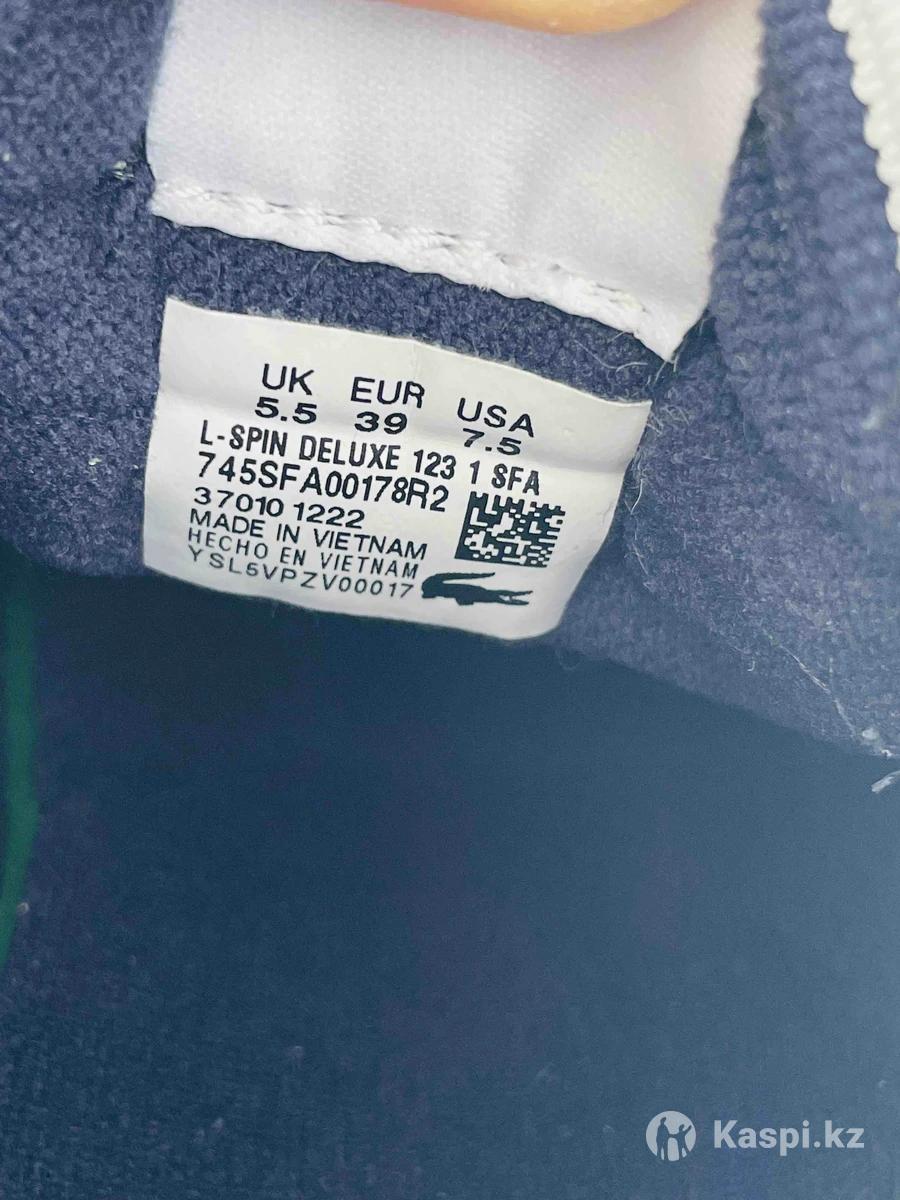 UK EUR USA
5.5 39 7.5
L-SPIN DELUXE 123 1 SFA
745SFA00178R2
37010 1222
MADE IN VIETNAM
HECHO EN VIETNAM
YSL6VPZV00017
Kaspi.kz